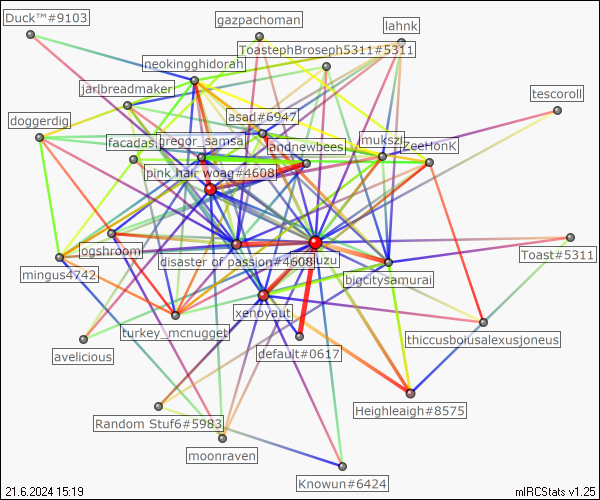 Duck™#9103
gazpachoman
lahnk
ToastephBroseph5311#5311
neokingghidorah
jarlbreadmaker
tescoroll
asad#6947
doggerdig
facadas.
gregor_samsa
landnewbees
mukszi
ZeeHonK
pink hair woag#4608
ogshroom
Toast#5311
mingus4742
disaster of passion#4608
bigcitysamurai
xenoyaut
turkey_mcnugget
thiccusboiusalexusjoneus
avelicious
default#0617
Heighleaigh#8575
Random Stuf6#5983
moonraven
Knowun#6424
21.6.2024 15:19
mIRCStats v1.25